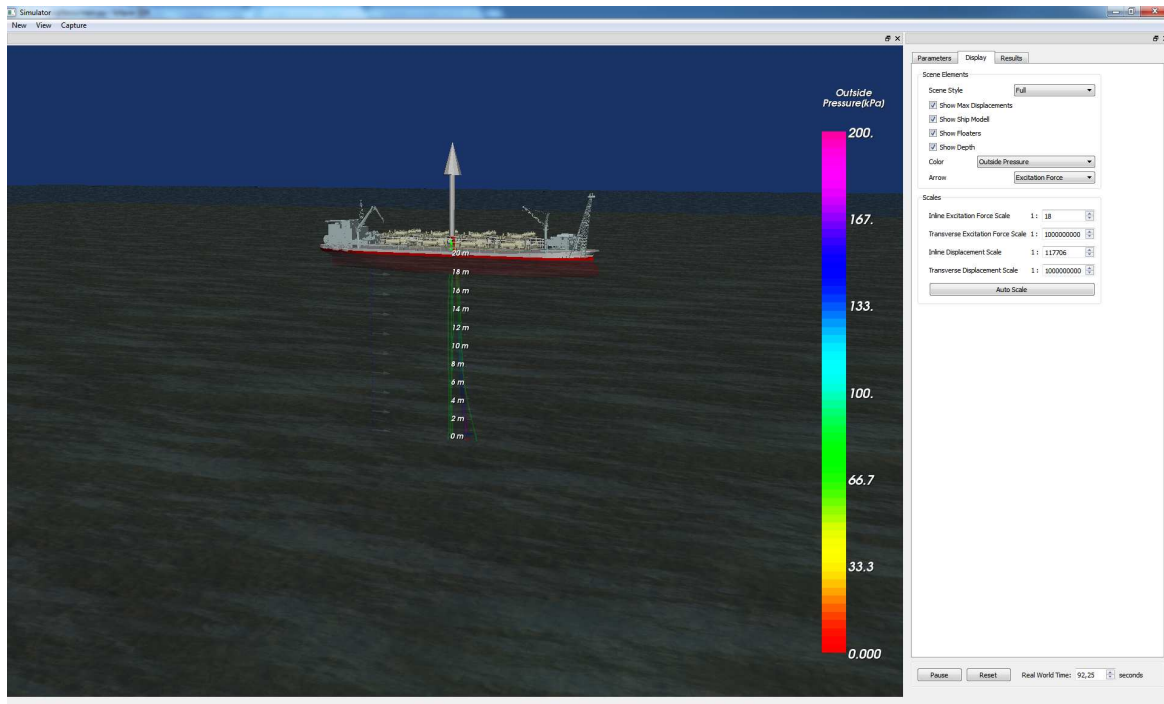 Simulator
New View Capture
Outside
Pressure(kPa)
200.
167.
133.
100.
66.7
33.3
0.000
20 m
18 m
16 m
14 m
12 m
10 m
8 m
6 m
4 m
2 m
0 m
Parameters Display Results
Scene Elements
Scene Style Full
Show Max Displacements
Show Ship Modell
Show Floaters
Show Depth
Color Outside Pressure
Arrow Excitation Force
Scales
Inline Excitation Force Scale 1: 18
Transverse Excitation Force Scale 1: 1000000000
Inline Displacement Scale 1: 117706
Transverse Displacement Scale 1: 1000000000
Auto Scale
Pause Reset Real World Time: 92,25 seconds